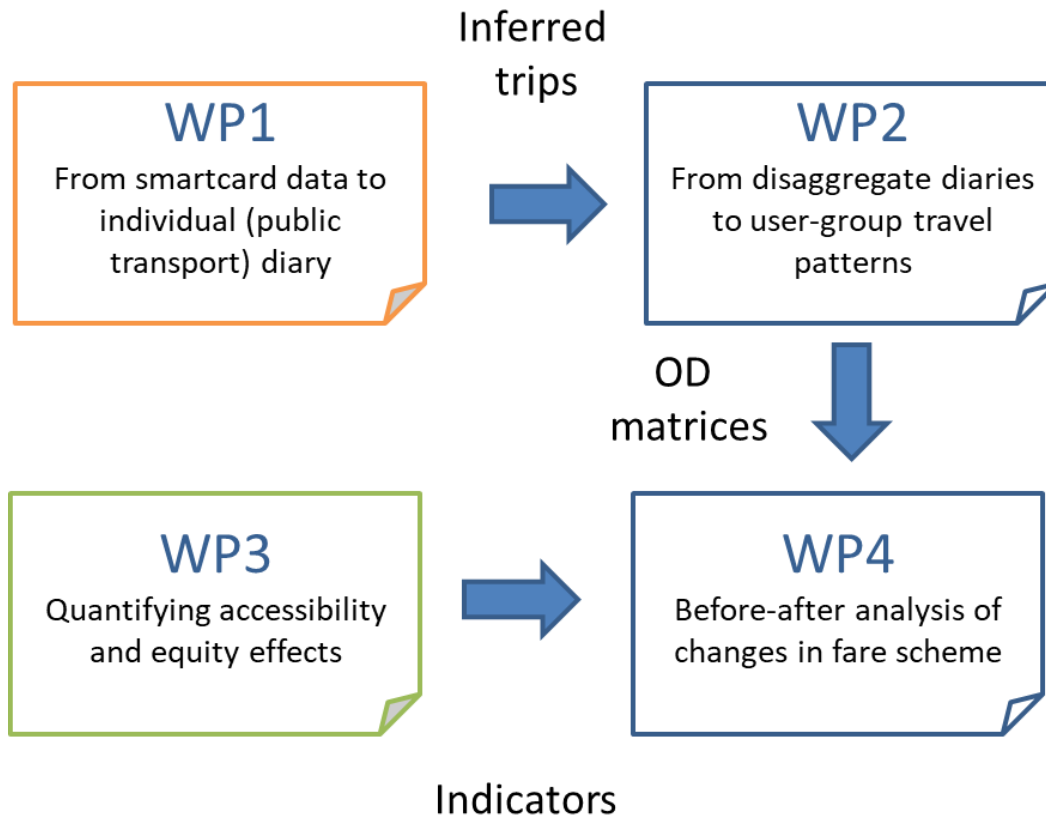 Inferred
trips
WP1
From smartcard data to
individual (public
transport) diary
WP2
From disaggregate diaries
to user-group travel
patterns
OD
matrices
WP3
Quantifying accessibility
and equity effects
WP4
Before-after analysis of
changes in fare scheme
Indicators